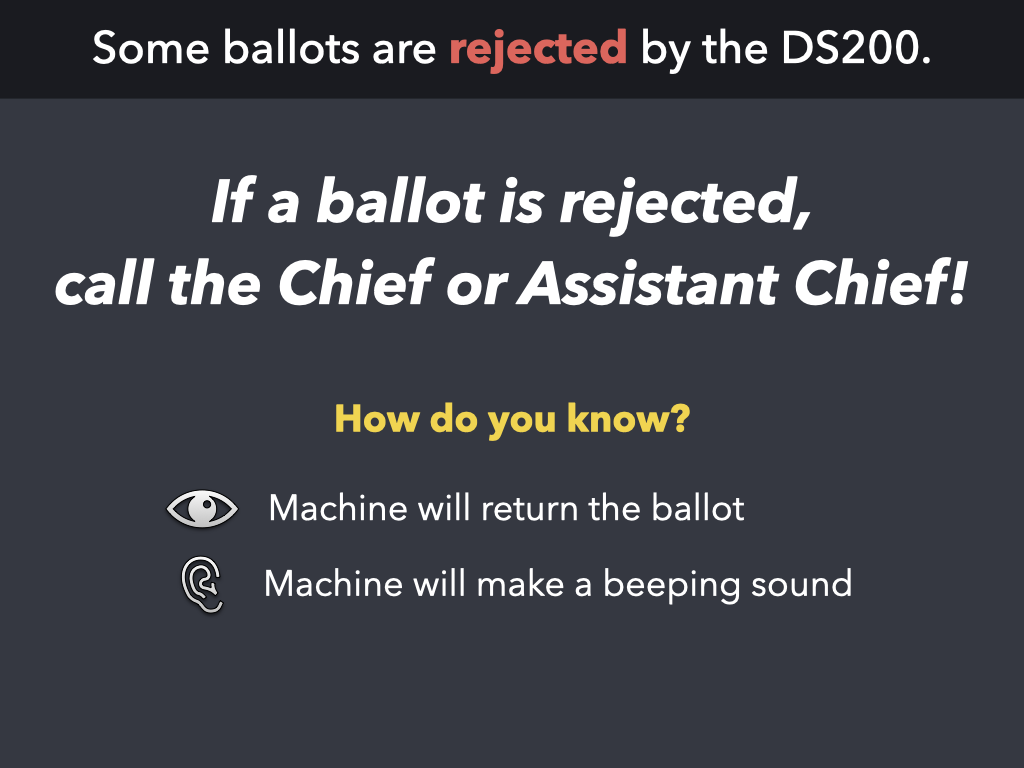 Some ballots are rejected by the DS200.
If a ballot is rejected,
call the Chief or Assistant Chief!
How do you know?
Machine will return the ballot
Machine will make a beeping sound